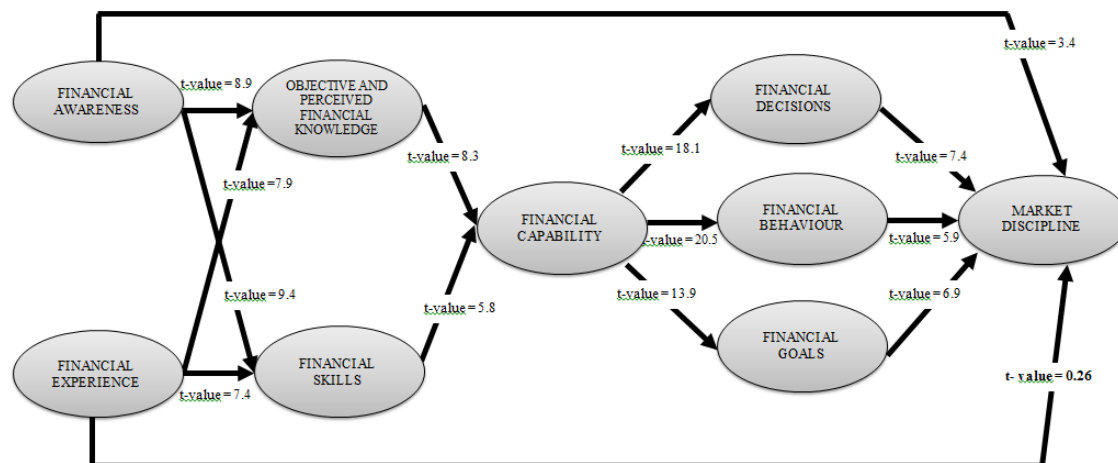 t-value = 3.4
FINANCIAL
AWARENESS
t-value = 8.9
OBJECTIVE AND
PERCEIVED
FINANCIAL
KNOWLEDGE
t-value = 7.9
t-value = 8.3
FINANCIAL
DECISIONS
t-value = 18.1
t-value = 7.4
FINANCIAL
CAPABILITY
t-value = 20.5
FINANCIAL
BEHAVIOUR
t-value = 5.9
MARKET
DISCIPLINE
t-value = 9.4
t-value = 5.8
t-value = 13.9
t-value = 6.9
FINANCIAL
EXPERIENCE
t-value = 7.4
FINANCIAL
SKILLS
FINANCIAL
GOALS
t- value = 0.26